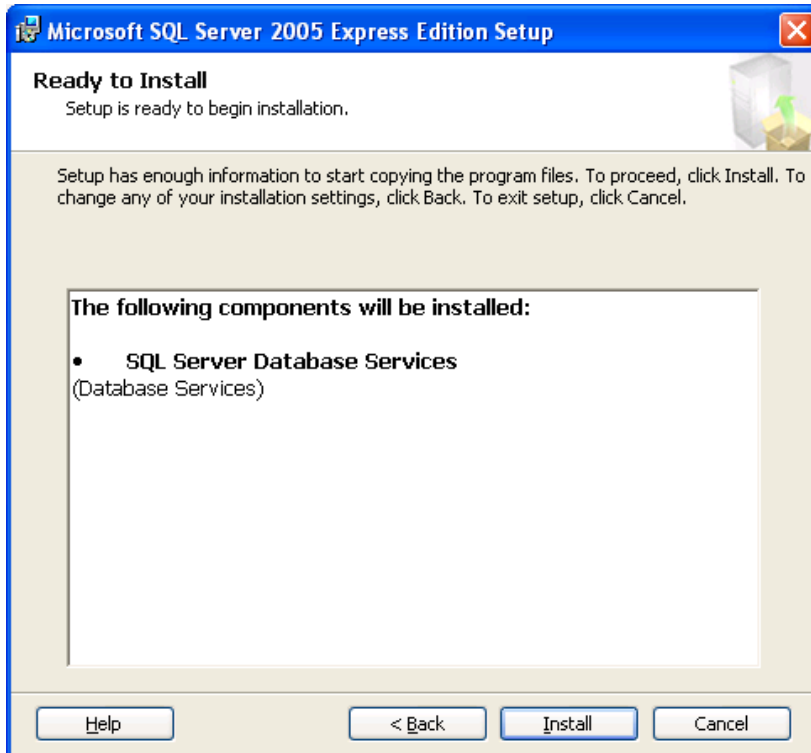 Microsoft SQL Server 2005 Express Edition Setup
Ready to Install
Setup is ready to begin installation.
Setup has enough information to start copying the program files. To proceed, click Install. To
change any of your installation settings, click Back. To exit setup, click Cancel.
The following components will be installed:
• SQL Server Database Services
(Database Services)
Help
< Back
Install
Cancel